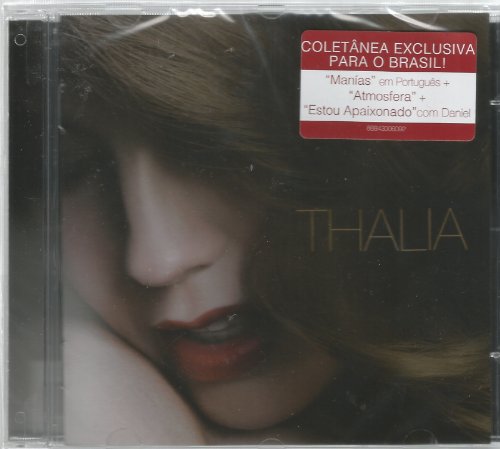 COLETÂNEA EXCLUSIVA
PARA O BRASIL!
"Manías" em Português +
"Atmosfera" +
"Estou Apaixonado" com Daniel
THALIA